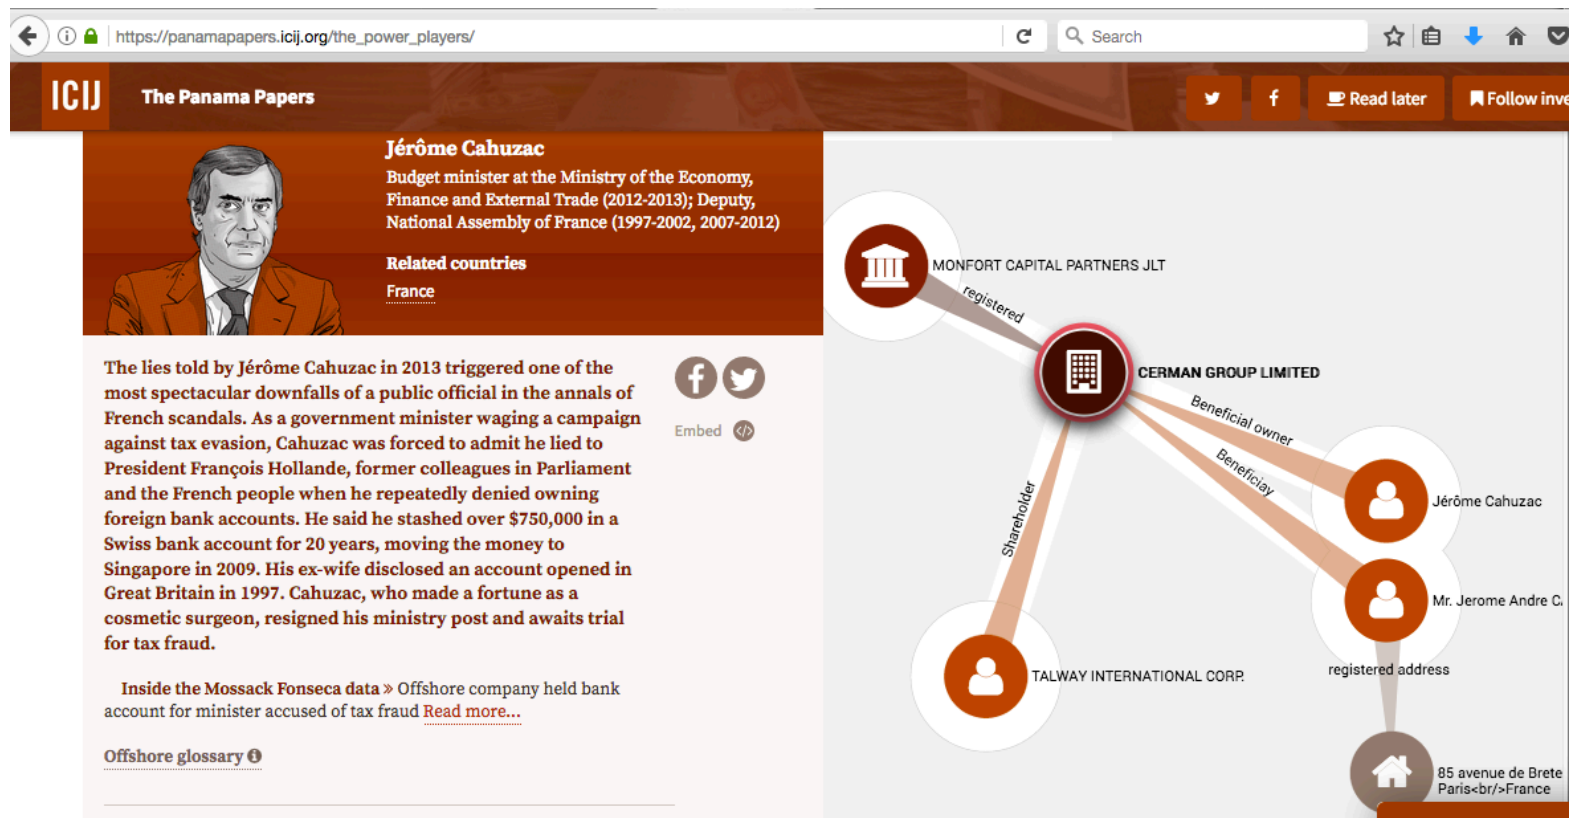 https://panamapapers.icij.org/the_power_players/
Search
ICIJ
The Panama Papers
Read later
Follow inve
Jérôme Cahuzac
Budget minister at the Ministry of the Economy,
Finance and External Trade (2012-2013); Deputy,
National Assembly of France (1997-2002, 2007-2012)
Related countries
France
The lies told by Jérôme Cahuzac in 2013 triggered one of the
most spectacular downfalls of a public official in the annals of
French scandals. As a government minister waging a campaign
against tax evasion, Cahuzac was forced to admit he lied to
President François Hollande, former colleagues in Parliament
and the French people when he repeatedly denied owning
foreign bank accounts. He said he stashed over $750,000 in a
Swiss bank account for 20 years, moving the money to
Singapore in 2009. His ex-wife disclosed an account opened in
Great Britain in 1997. Cahuzac, who made a fortune as a
cosmetic surgeon, resigned his ministry post and awaits trial
for tax fraud.
Embed
Inside the Mossack Fonseca data » Offshore company held bank
account for minister accused of tax fraud Read more...
Offshore glossary
MONFORT CAPITAL PARTNERS JLT
registered
CERMAN GROUP LIMITED
Beneficial owner
Beneficiay
Shareholder
Jérôme Cahuzac
Mr. Jerome Andre C
TALWAY INTERNATIONAL CORP.
registered address
85 avenue de Brete
Paris<br/>France